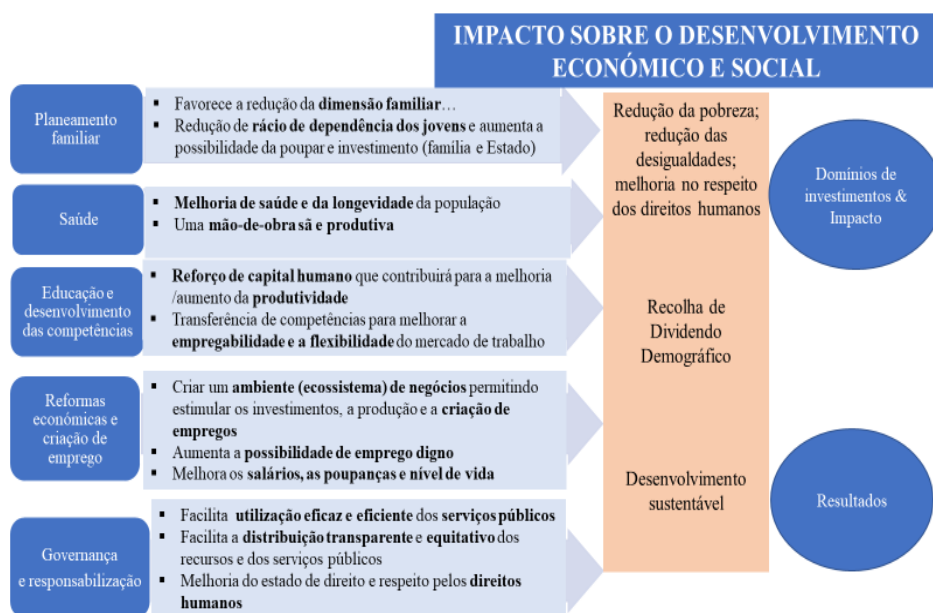 IMPACTO SOBRE O DESENVOLVIMENTO
ECONÓMICO E SOCIAL
Planeamento
familiar
▪ Favorece a redução da dimensão familiar…
▪ Redução de rácio de dependência dos jovens e aumenta a
possibilidade da poupar e investimento (família e Estado)
Saúde
▪ Melhoria de saúde e da longevidade da população
▪ Uma mão-de-obra sã e produtiva
Educação e
desenvolvimento
das competências
▪ Reforço de capital humano que contribuirá para a melhoria
/aumento da produtividade
▪ Transferência de competências para melhorar a
empregabilidade e a flexibilidade do mercado de trabalho
Reformas
económicas e
criação de
emprego
▪ Criar um ambiente (ecossistema) de negócios permitindo
estimular os investimentos, a produção e a criação de
empregos
▪ Aumenta a possibilidade de emprego digno
▪ Melhora os salários, as poupanças e nível de vida
Governança
e responsabilização
▪ Facilita utilização eficaz e eficiente dos serviços públicos
▪ Facilita a distribuição transparente e equitativo dos
recursos e dos serviços públicos
▪ Melhoria do estado de direito e respeito pelos direitos
humanos
Redução da pobreza;
redução das
desigualdades;
melhoria no respeito
dos direitos humanos
Recolha de
Dividendo
Demográfico
Desenvolvimento
sustentável
Domínios de
investimentos &
Impacto
Resultados